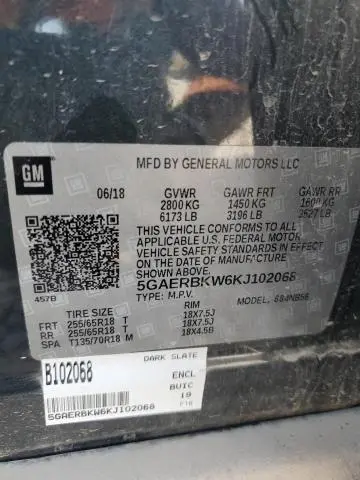 GM
MFD BY GENERAL MOTORS LLC
06/18 GVWR GAWR FRT GAWR RR
2800 KG 1450 KG 1600 KG
6173 LB 3196 LB 3527 LB
THIS VEHICLE CONFORMS TO ALL
APPLICABLE U.S. FEDERAL MOTOR
VEHICLE SAFETY STANDARDS IN EFFECT ON
THE DATE OF MANUFACTURE SHOWN ABOVE.
5GAERBKW6KJ102068
457B TYPE: M.P.V. MODEL:
TIRE SIZE RIM
FRT 255/65R18 T 18X7.5J
RR 255/65R18 T 18X7.5J
SPA T135/70R18 M 18X4.5B
DARK SLATE
B102068 ENCL
BUIC
19
5GAERBKW6KJ102068